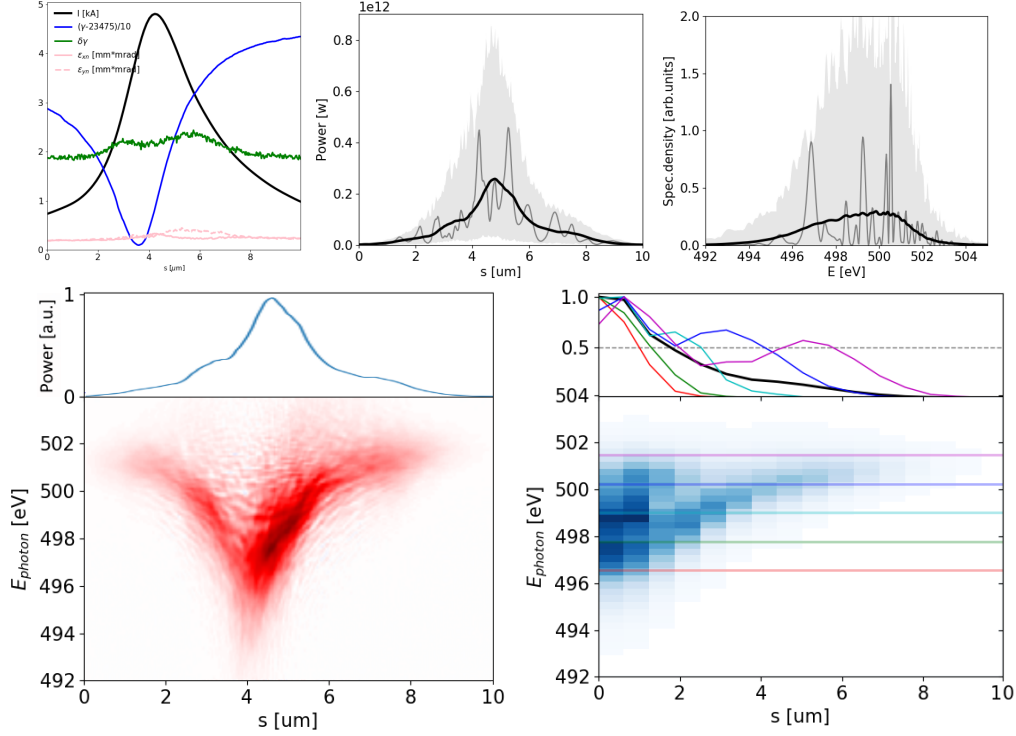 I [kA]
(γ-23475)/10
δγ
εxn [mm*mrad]
εyn [mm*mrad]
5
4
3
2
1
0
0 2 4 6 8
s [μm]
1e12
Power [w]
0.8
0.6
0.4
0.2
0.0
0 2 4 6 8 10
s [um]
Spec.density [arb.units]
2.0
1.5
1.0
0.5
0.0
492 494 496 498 500 502 504
E [eV]
Power [a.u.]
1
0
Ephoton [eV]
502
500
498
496
494
492
0 2 4 6 8 10
s [um]
1.0
0.5
504
Ephoton [eV]
502
500
498
496
494
492
0 2 4 6 8 10
s [um]